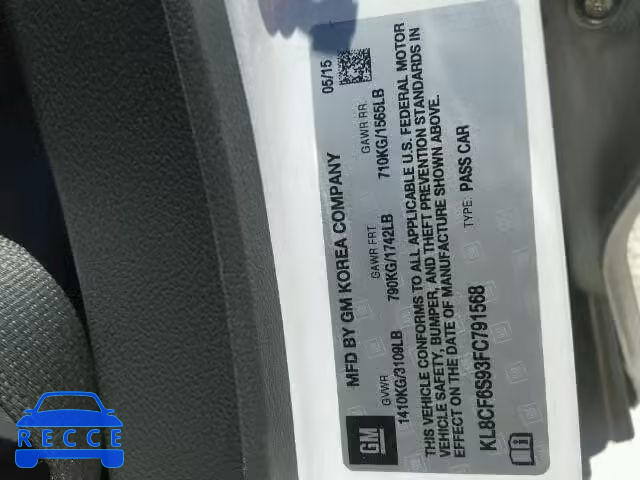 MFD BY GM KOREA COMPANY 05/15
GM
GVWR GAWR FRT. GAWR RR.
1410KG/3109LB 790KG/1742LB 710KG/1565LB
THIS VEHICLE CONFORMS TO ALL APPLICABLE U.S. FEDERAL MOTOR
VEHICLE SAFETY, BUMPER, AND THEFT PREVENTION STANDARDS IN
EFFECT ON THE DATE OF MANUFACTURE SHOWN ABOVE.
KL8CF6S93FC791568 TYPE: PASS CAR
BIDCARS.EU